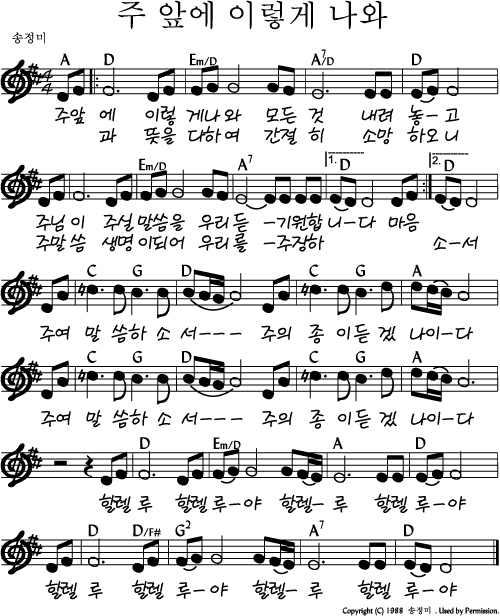 주 앞에 이렇게 나와
송정미
A D Em/D A7/D D
주앞 에 이렇 게나와 모든 것 내려 놓-고
과 뜻을 다하여 간절 히 소망 하오니
Em/D A7 1. D 2. D
주님 이 주실 말씀을 우리듣 -기원합 니-다 마음
주말 씀 생명이되어 우리를 -주장하 소-서
C G D C G A
주여 말 씀하 소 서---- 주의 종 이듣 겠 나이-다
C G D C G A
주여 말 씀하 소 서---- 주의 종 이듣 겠 나이-다
D Em/D A D
할렐 루 할렐 루-야 할렐- 루 할렐 루-야
D D/F# G2 A7 D
할렐 루 할렐 루-야 할렐- 루 할렐 루-야
Copyright (C) 1988 송정미 . Used by Permission.